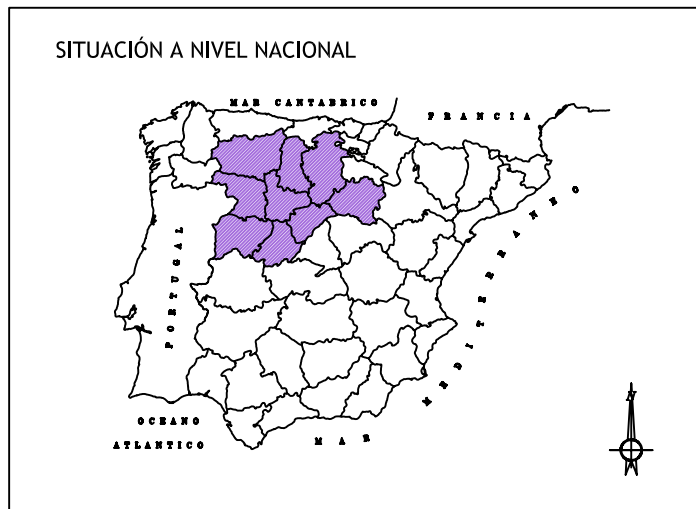 SITUACIÓN A NIVEL NACIONAL
MAR CANTABRICO
FRANCIA
PORTUGAL
MEDITERRANEO
OCEANO
ATLANTICO
MAR
N